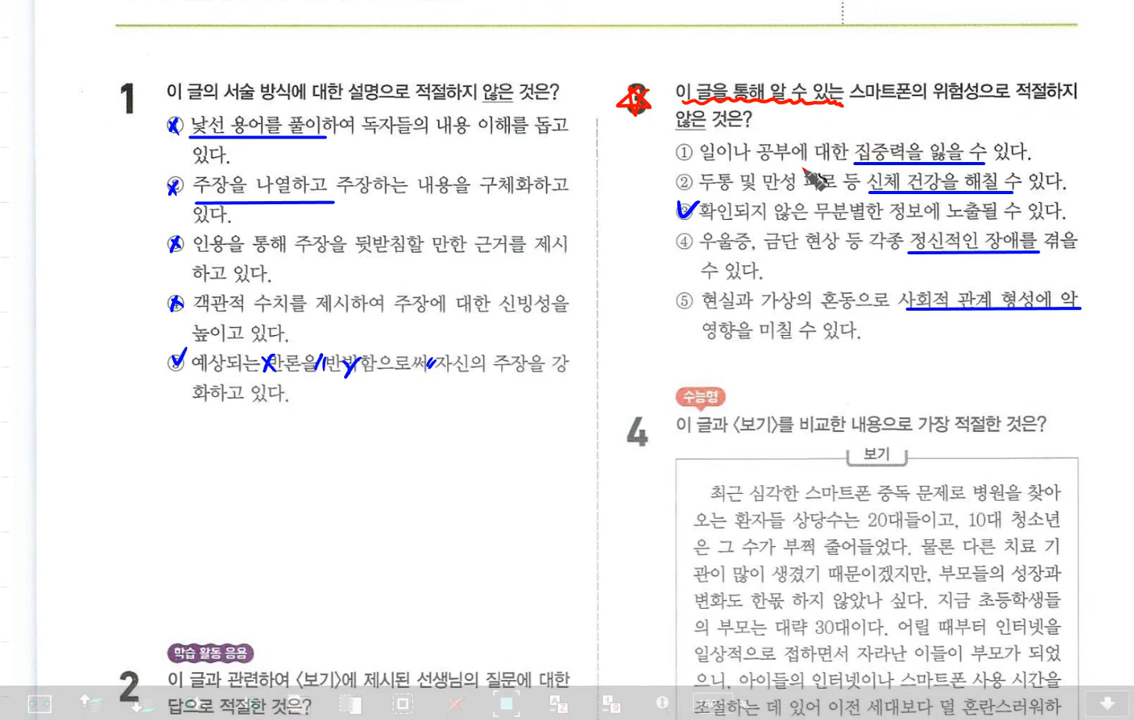 1 이 글의 서술 방식에 대한 설명으로 적절하지 않은 것은?
낯선 용어를 풀이하여 독자들의 내용 이해를 돕고
있다.
주장을 나열하고 주장하는 내용을 구체화하고
있다.
인용을 통해 주장을 뒷받침할 만한 근거를 제시
하고 있다.
객관적 수치를 제시하여 주장에 대한 신빙성을
높이고 있다.
예상되는 반론을 반박함으로써 자신의 주장을 강
화하고 있다.
학습 활동 응용
2 이 글과 관련하여 〈보기〉에 제시된 선생님의 질문에 대한
답으로 적절한 것은?
이 글을 통해 알 수 있는 스마트폰의 위험성으로 적절하지
않은 것은?
① 일이나 공부에 대한 집중력을 잃을 수 있다.
② 두통 및 만성 등 신체 건강을 해칠 수 있다.
확인되지 않은 무분별한 정보에 노출될 수 있다.
④ 우울증, 금단 현상 등 각종 정신적인 장애를 겪을
수 있다.
⑤ 현실과 가상의 혼동으로 사회적 관계 형성에 악
영향을 미칠 수 있다.
수능형
4 이 글과 〈보기〉를 비교한 내용으로 가장 적절한 것은?
보기
최근 심각한 스마트폰 중독 문제로 병원을 찾아
오는 환자들 상당수는 20대들이고, 10대 청소년
은 그 수가 부쩍 줄어들었다. 물론 다른 치료 기
관이 많이 생겼기 때문이겠지만, 부모들의 성장과
변화도 한몫 하지 않았나 싶다. 지금 초등학생들
의 부모는 대략 30대이다. 어릴 때부터 인터넷을
일상적으로 접하면서 자라난 이들이 부모가 되었
으니, 아이들의 인터넷이나 스마트폰 사용 시간을
조절하는 데 있어 이전 세대보다 덜 혼란스러워하